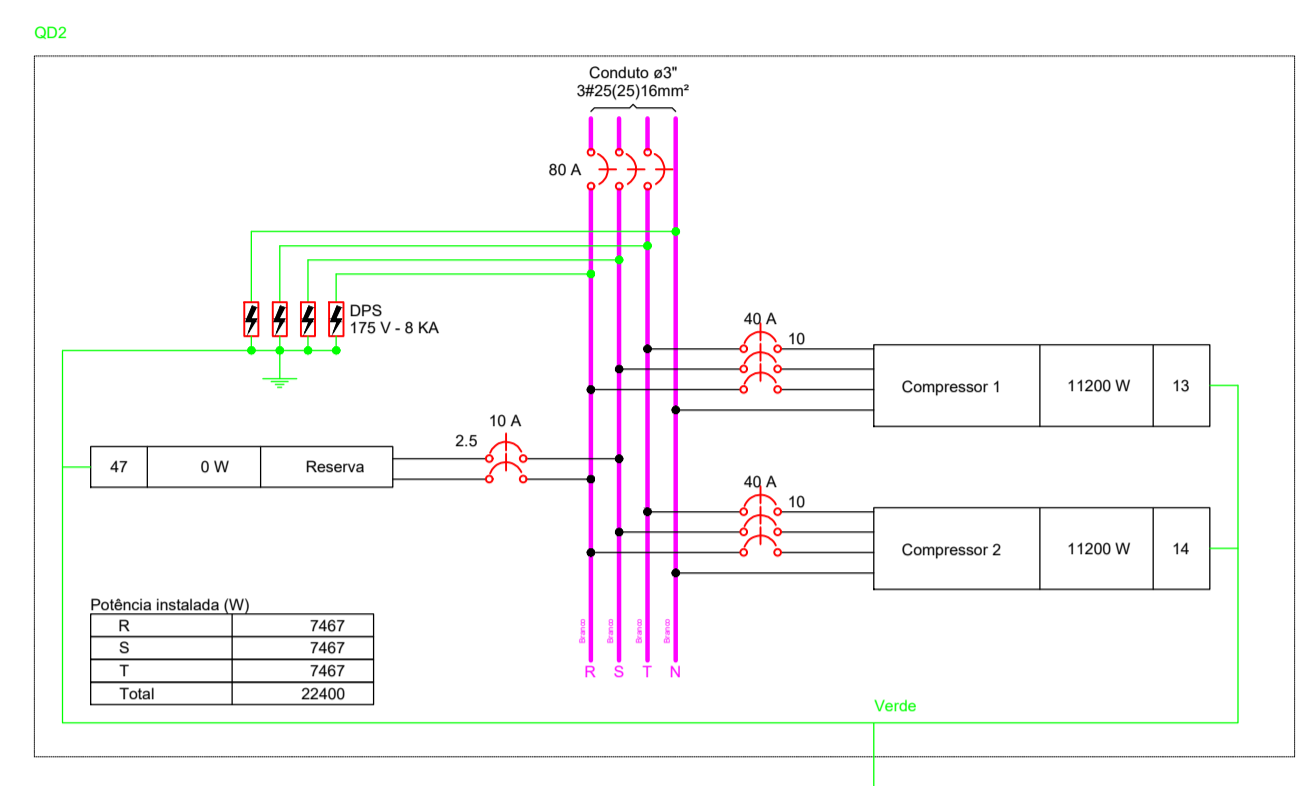 QD2
Conduto ø3"
3#25(25)16mm²
80 A
DPS
175 V - 8 KA
40 A
10
Compressor 1 11200 W 13
10 A
2.5
47 0 W Reserva
40 A
10
Compressor 2 11200 W 14
Potência instalada (W)
R 7467
S 7467
T 7467
Total 22400
Branco Branco Branco Branco
R S T N
Verde